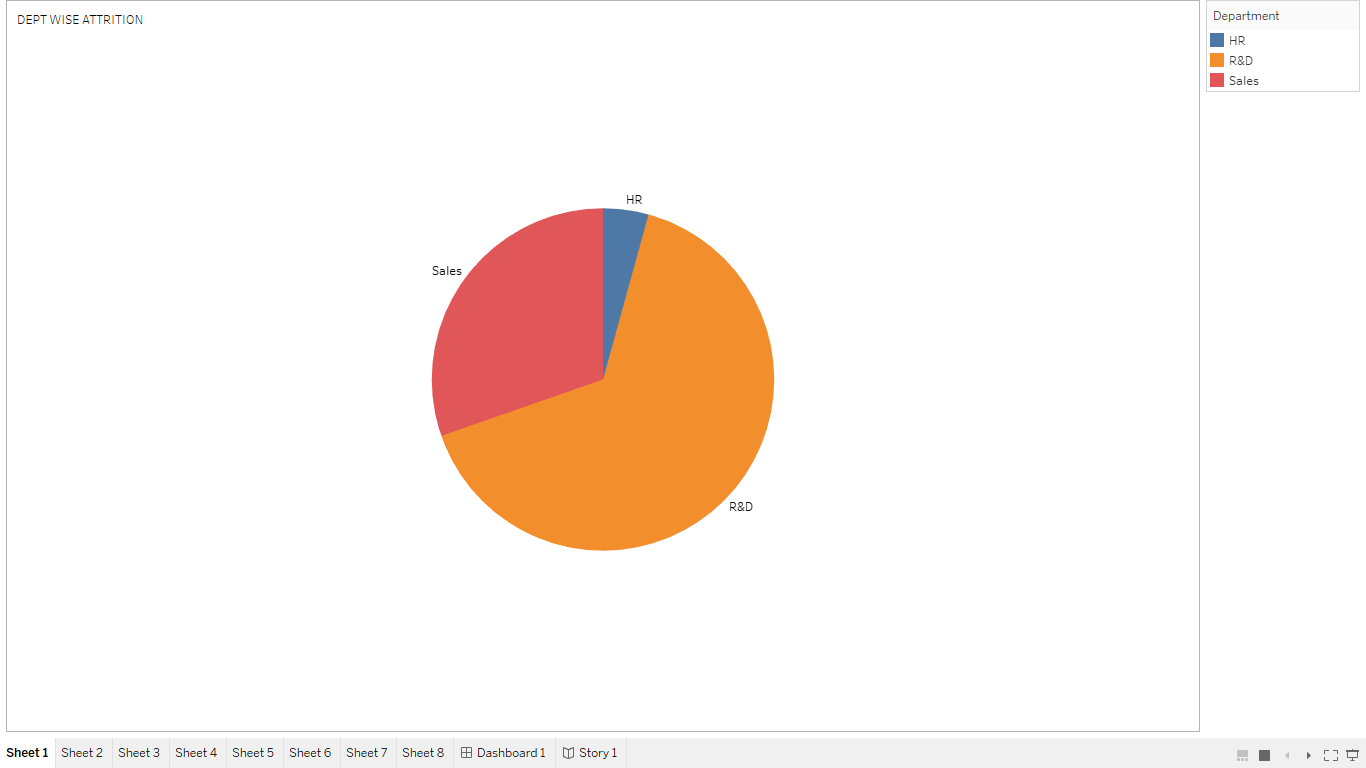 DEPT WISE ATTRITION
Department
HR
R&D
Sales
HR
Sales
R&D
Sheet 1
Sheet 2
Sheet 3
Sheet 4
Sheet 5
Sheet 6
Sheet 7
Sheet 8
Dashboard 1
Story 1